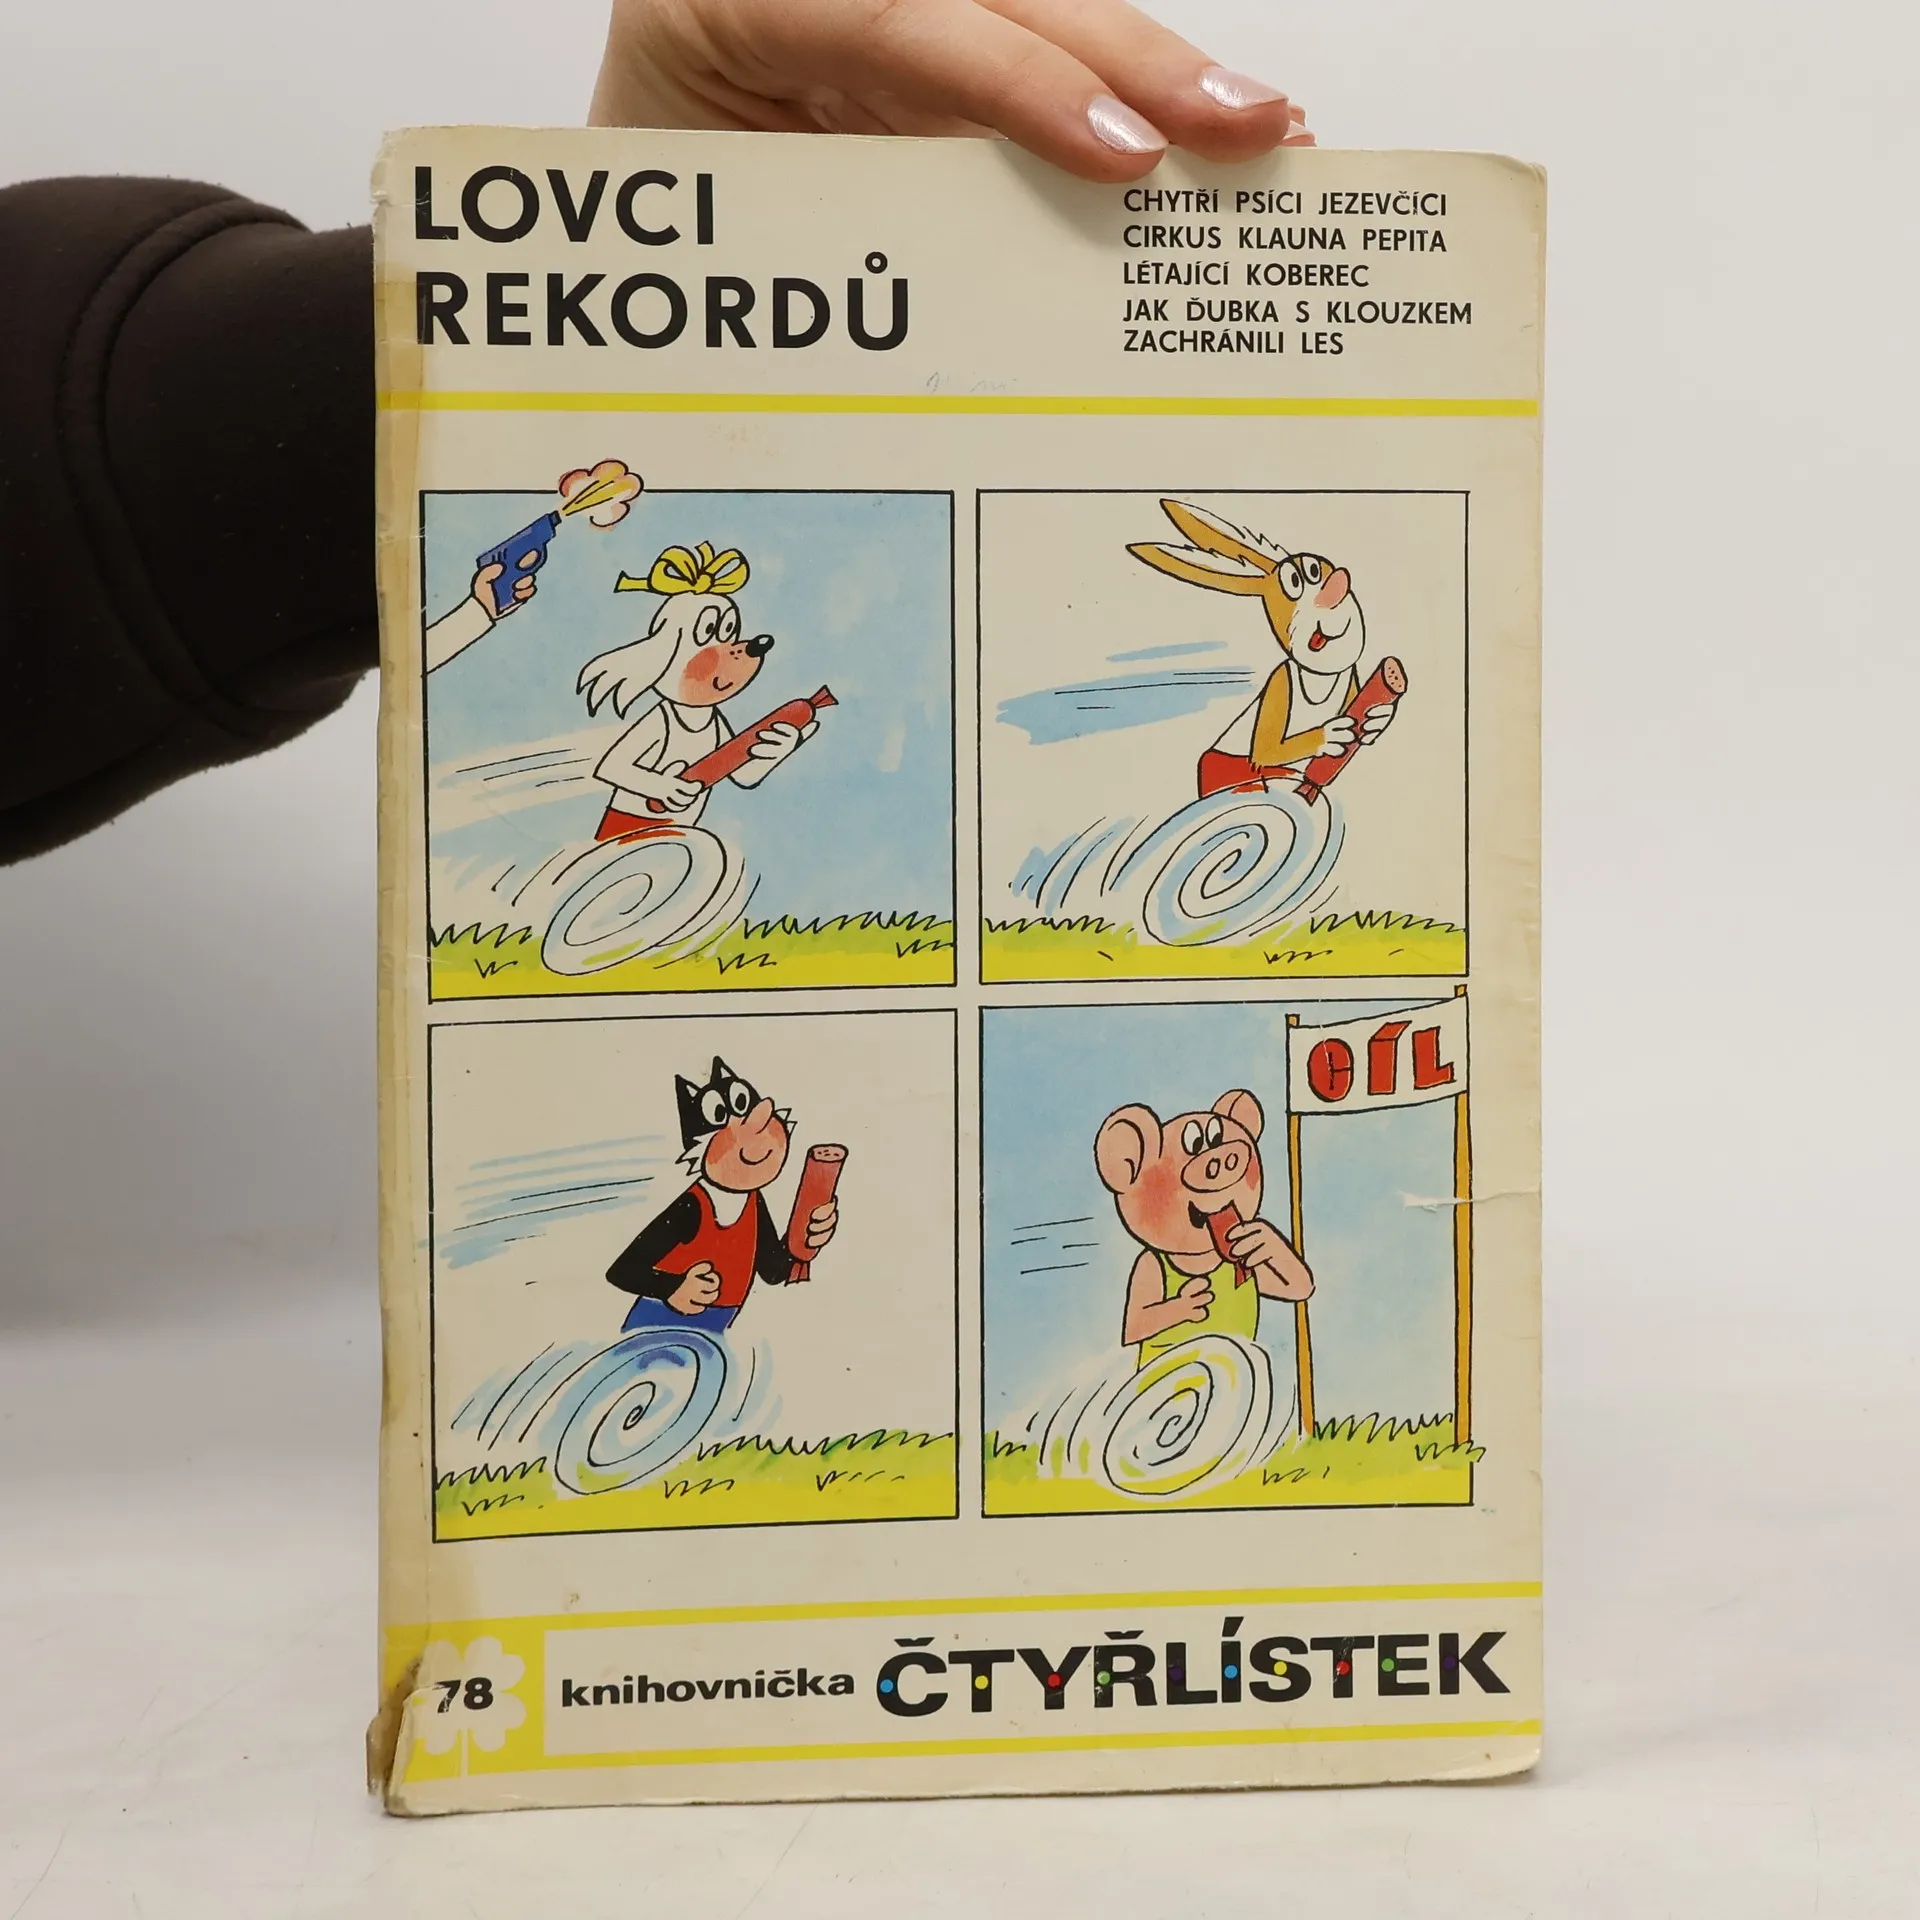 LOVCI
REKORDŮ
CHYTŘÍ PSÍCI JEZEVČÍCI
CIRKUS KLAUNA PEPITA
LÉTAJÍCÍ KOBEREC
JAK ĎUBKA S KLOUZKEM
ZACHRÁNILI LES
CÍL
78
knihovnička ČTYŘLÍSTEK